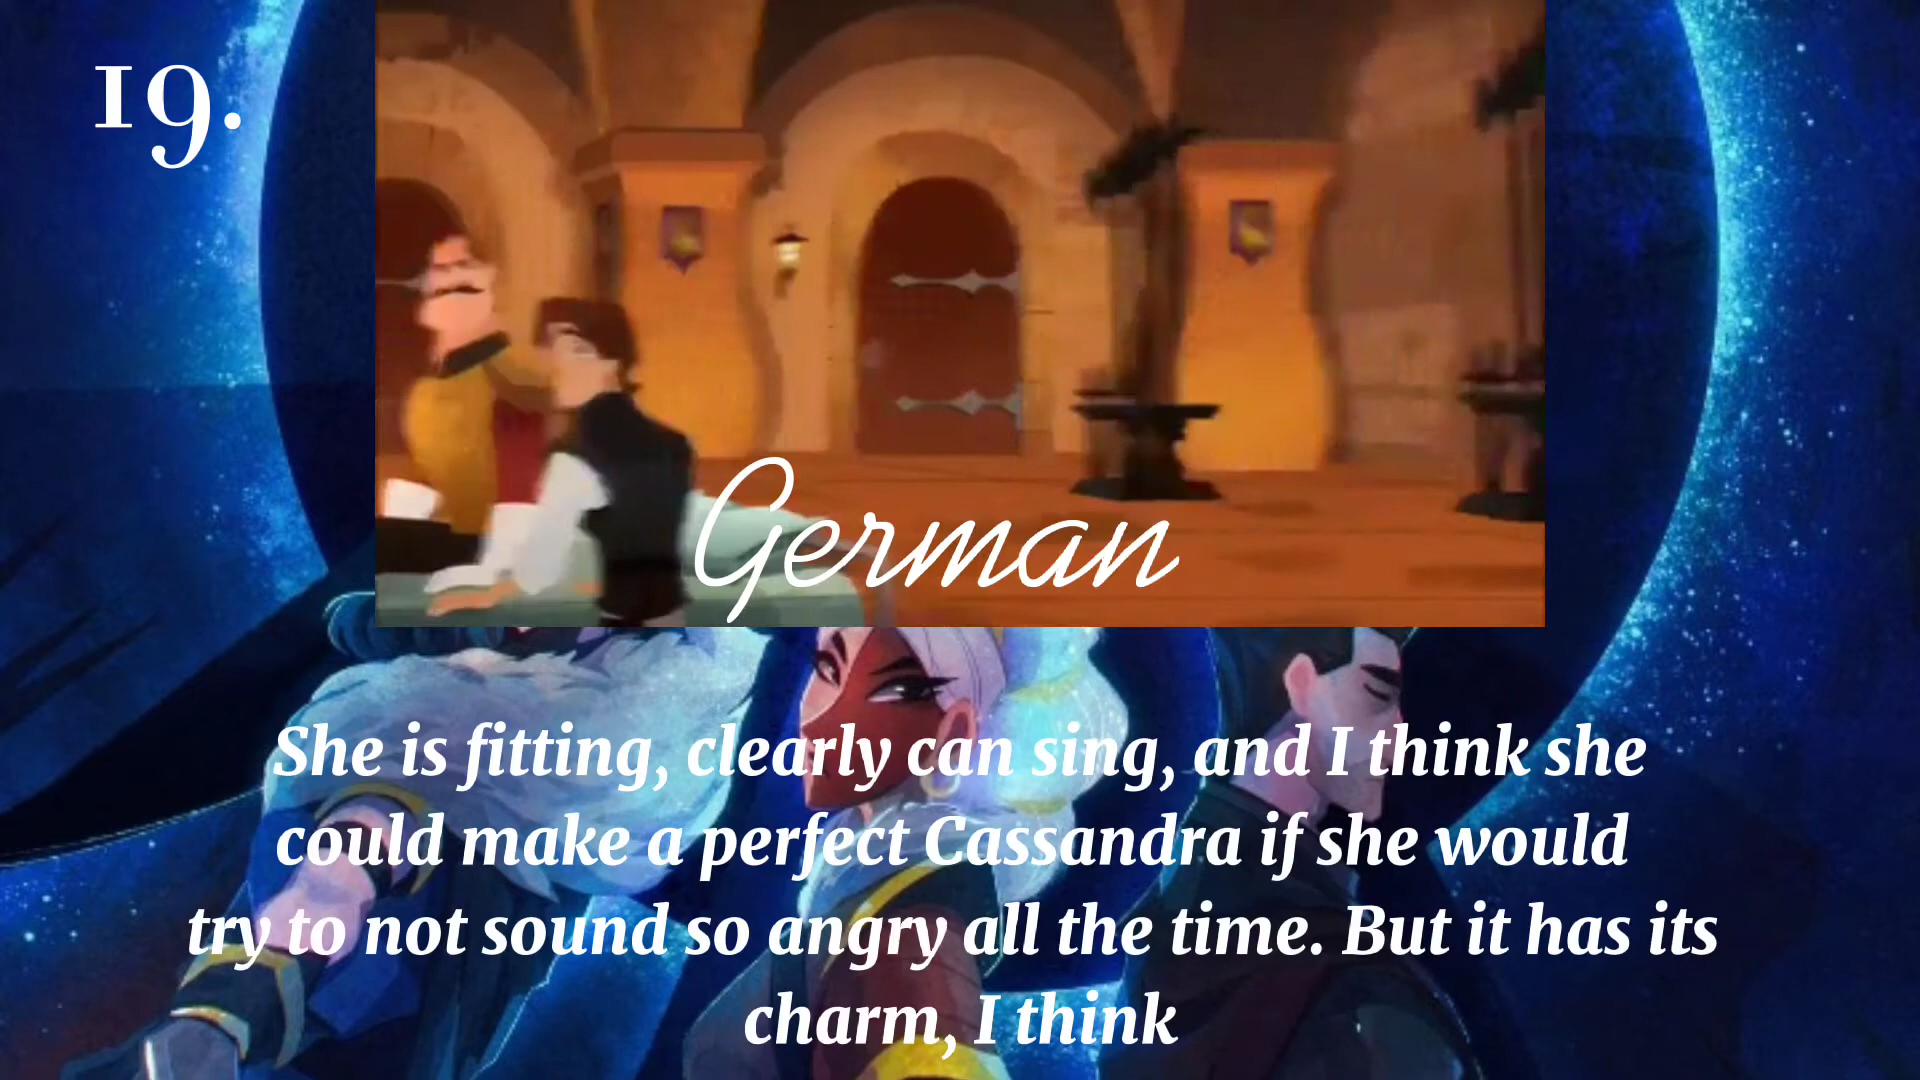 19.
German
She is fitting, clearly can sing, and I think she
could make a perfect Cassandra if she would
try to not sound so angry all the time. But it has its
charm, I think